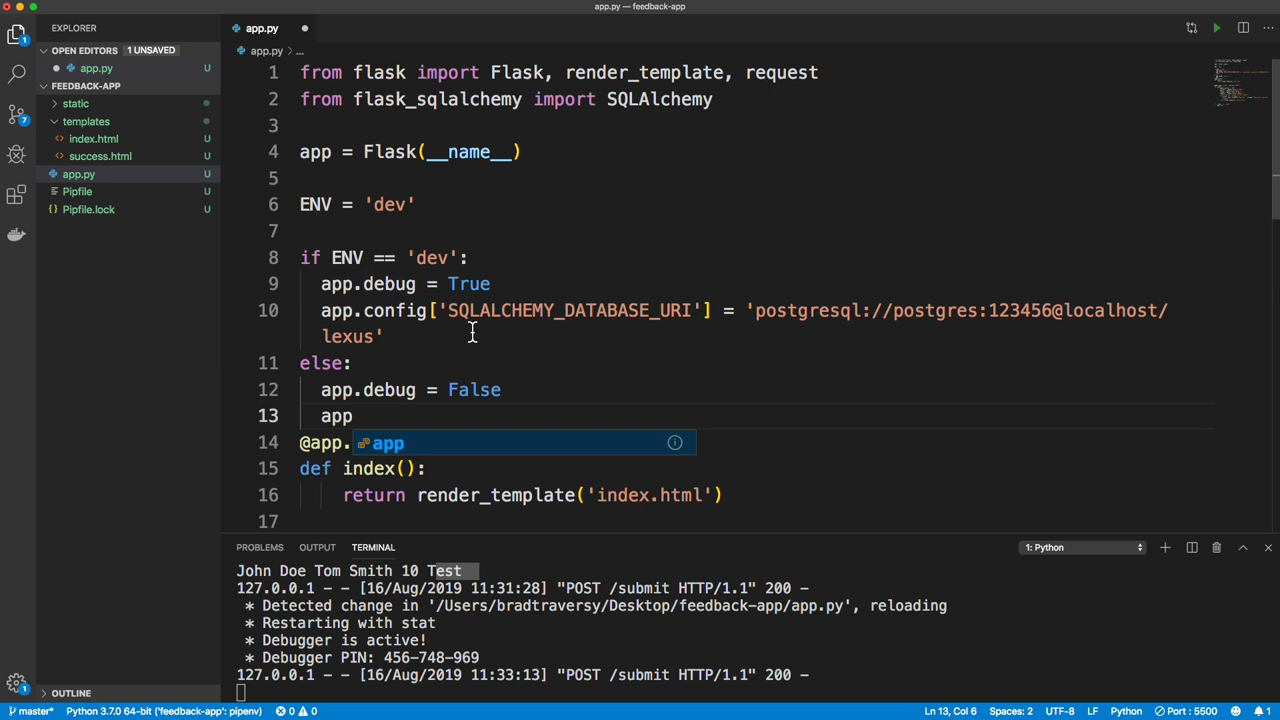 app.py — feedback-app
EXPLORER
OPEN EDITORS 1 UNSAVED
app.py U
FEEDBACK-APP
static
templates
index.html U
success.html U
app.py U
Pipfile U
Pipfile.lock U
OUTLINE
1
7
1
app.py
app.py > ...
1 from flask import Flask, render_template, request
2 from flask_sqlalchemy import SQLAlchemy
3
4 app = Flask(__name__)
5
6 ENV = 'dev'
7
8 if ENV == 'dev':
9 app.debug = True
10 app.config['SQLALCHEMY_DATABASE_URI'] = 'postgresql://postgres:123456@localhost/
lexus'
11 else:
12 app.debug = False
13 app
14 @app.
app
15 def index():
16 return render_template('index.html')
17
PROBLEMS OUTPUT TERMINAL 1: Python
John Doe Tom Smith 10 Test
127.0.0.1 - - [16/Aug/2019 11:31:28] "POST /submit HTTP/1.1" 200 -
* Detected change in '/Users/bradtraversy/Desktop/feedback-app/app.py', reloading
* Restarting with stat
* Debugger is active!
* Debugger PIN: 456-748-969
127.0.0.1 - - [16/Aug/2019 11:33:13] "POST /submit HTTP/1.1" 200 -
master* Python 3.7.0 64-bit ('feedback-app': pipenv) 0 0 Ln 13, Col 6 Spaces: 2 UTF-8 LF Python Port : 5500 1